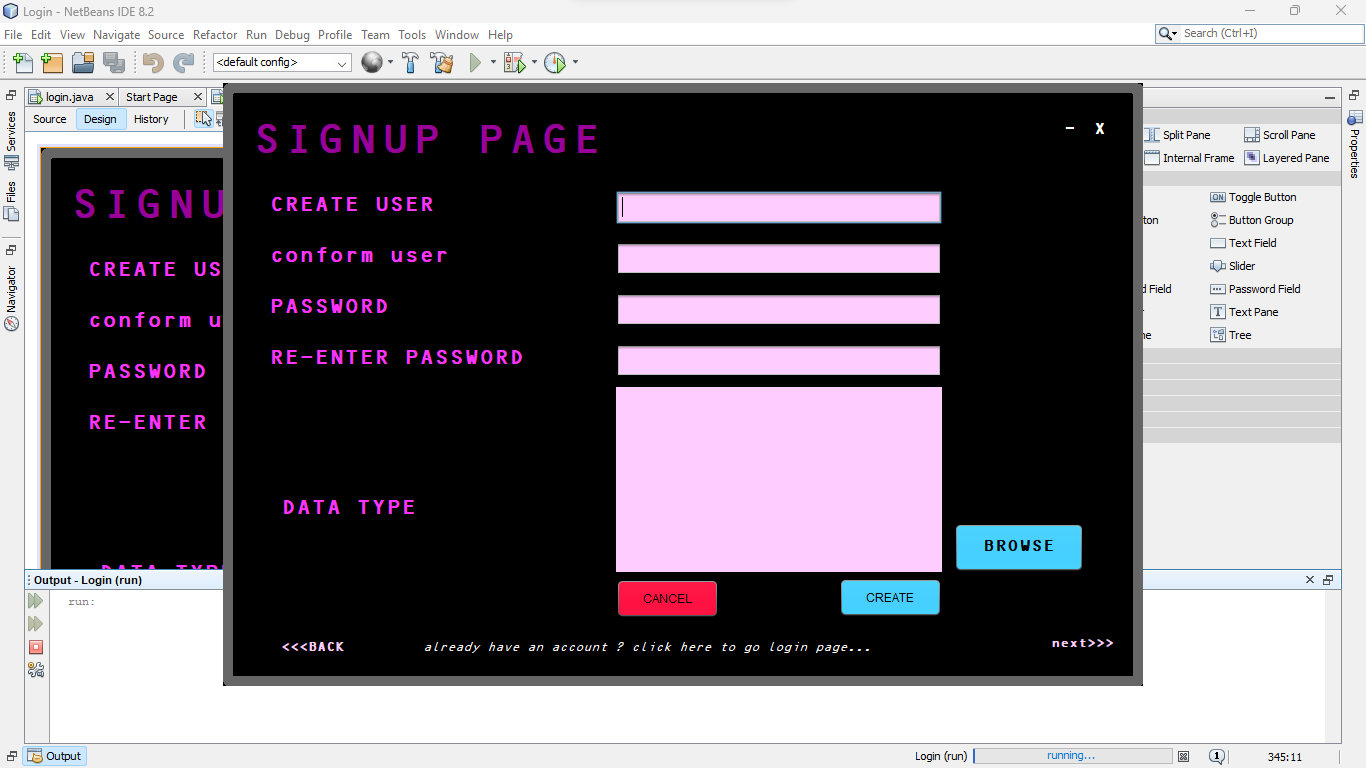 Login - NetBeans IDE 8.2
File Edit View Navigate Source Refactor Run Debug Profile Team Tools Window Help
Search (Ctrl+I)
<default config>
login.java
Start Page
Source Design History
Services
Files
Navigator
SIGNU
CREATE US
conform u
PASSWORD
RE-ENTER
DATA TYP
SIGNUP PAGE
- X
CREATE USER
conform user
PASSWORD
RE-ENTER PASSWORD
DATA TYPE
BROWSE
CANCEL
CREATE
<<<BACK
already have an account ? click here to go login page...
next>>>
Split Pane
Scroll Pane
Internal Frame
Layered Pane
Toggle Button
ton
Button Group
Text Field
Slider
d Field
Password Field
Text Pane
ne
Tree
Properties
Output - Login (run)
run:
Output
Login (run)
running...
1
345:11